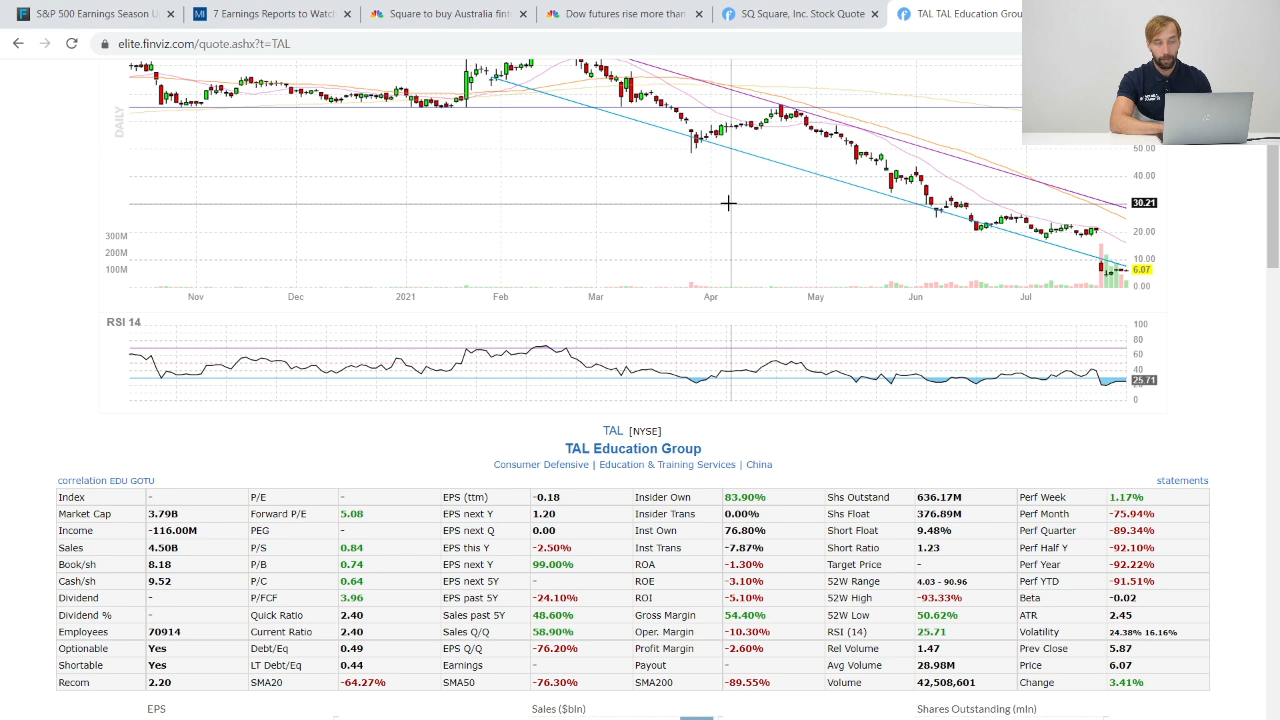 S&P 500 Earnings Season Up
7 Earnings Reports to Watch
Square to buy Australia finte
Dow futures rise more than
SQ Square, Inc. Stock Quote
TAL TAL Education Grou
elite.finviz.com/quote.ashx?t=TAL
DAILY
50.00
40.00
30.21
20.00
10.00
6.07
0.00
300M
200M
100M
Nov Dec 2021 Feb Mar Apr May Jun Jul
RSI 14
100
80
60
40
25.71
0
TAL [NYSE]
TAL Education Group
Consumer Defensive | Education & Training Services | China
correlation EDU GOTU statements
Index - P/E - EPS (ttm) -0.18 Insider Own 83.90% Shs Outstand 636.17M Perf Week 1.17%
Market Cap 3.79B Forward P/E 5.08 EPS next Y 1.20 Insider Trans 0.00% Shs Float 376.89M Perf Month -75.94%
Income -116.00M PEG - EPS next Q 0.00 Inst Own 76.80% Short Float 9.48% Perf Quarter -89.34%
Sales 4.50B P/S 0.84 EPS this Y -2.50% Inst Trans -7.87% Short Ratio 1.23 Perf Half Y -92.10%
Book/sh 8.18 P/B 0.74 EPS next Y 99.00% ROA -1.30% Target Price - Perf Year -92.22%
Cash/sh 9.52 P/C 0.64 EPS next 5Y - ROE -3.10% 52W Range 4.03 - 90.96 Perf YTD -91.51%
Dividend - P/FCF 3.96 EPS past 5Y -24.10% ROI -5.10% 52W High -93.33% Beta -0.02
Dividend % - Quick Ratio 2.40 Sales past 5Y 48.60% Gross Margin 54.40% 52W Low 50.62% ATR 2.45
Employees 70914 Current Ratio 2.40 Sales Q/Q 58.90% Oper. Margin -10.30% RSI (14) 25.71 Volatility 24.38% 16.16%
Optionable Yes Debt/Eq 0.49 EPS Q/Q -76.20% Profit Margin -2.60% Rel Volume 1.47 Prev Close 5.87
Shortable Yes LT Debt/Eq 0.44 Earnings - Payout - Avg Volume 28.98M Price 6.07
Recom 2.20 SMA20 -64.27% SMA50 -76.30% SMA200 -89.55% Volume 42,508,601 Change 3.41%
EPS Sales ($bln) Shares Outstanding (mln)